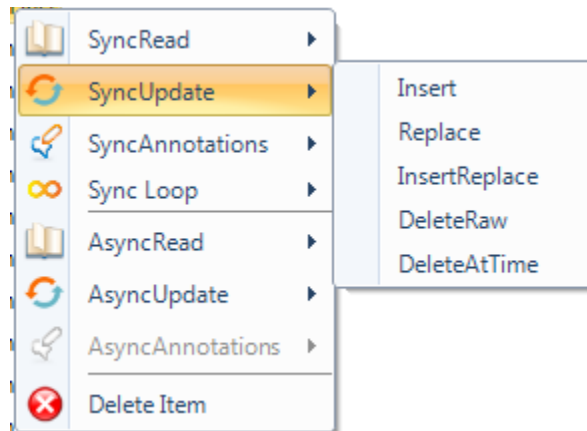 SyncRead
SyncUpdate
SyncAnnotations
Sync Loop
AsyncRead
AsyncUpdate
AsyncAnnotations
Delete Item
Insert
Replace
InsertReplace
DeleteRaw
DeleteAtTime